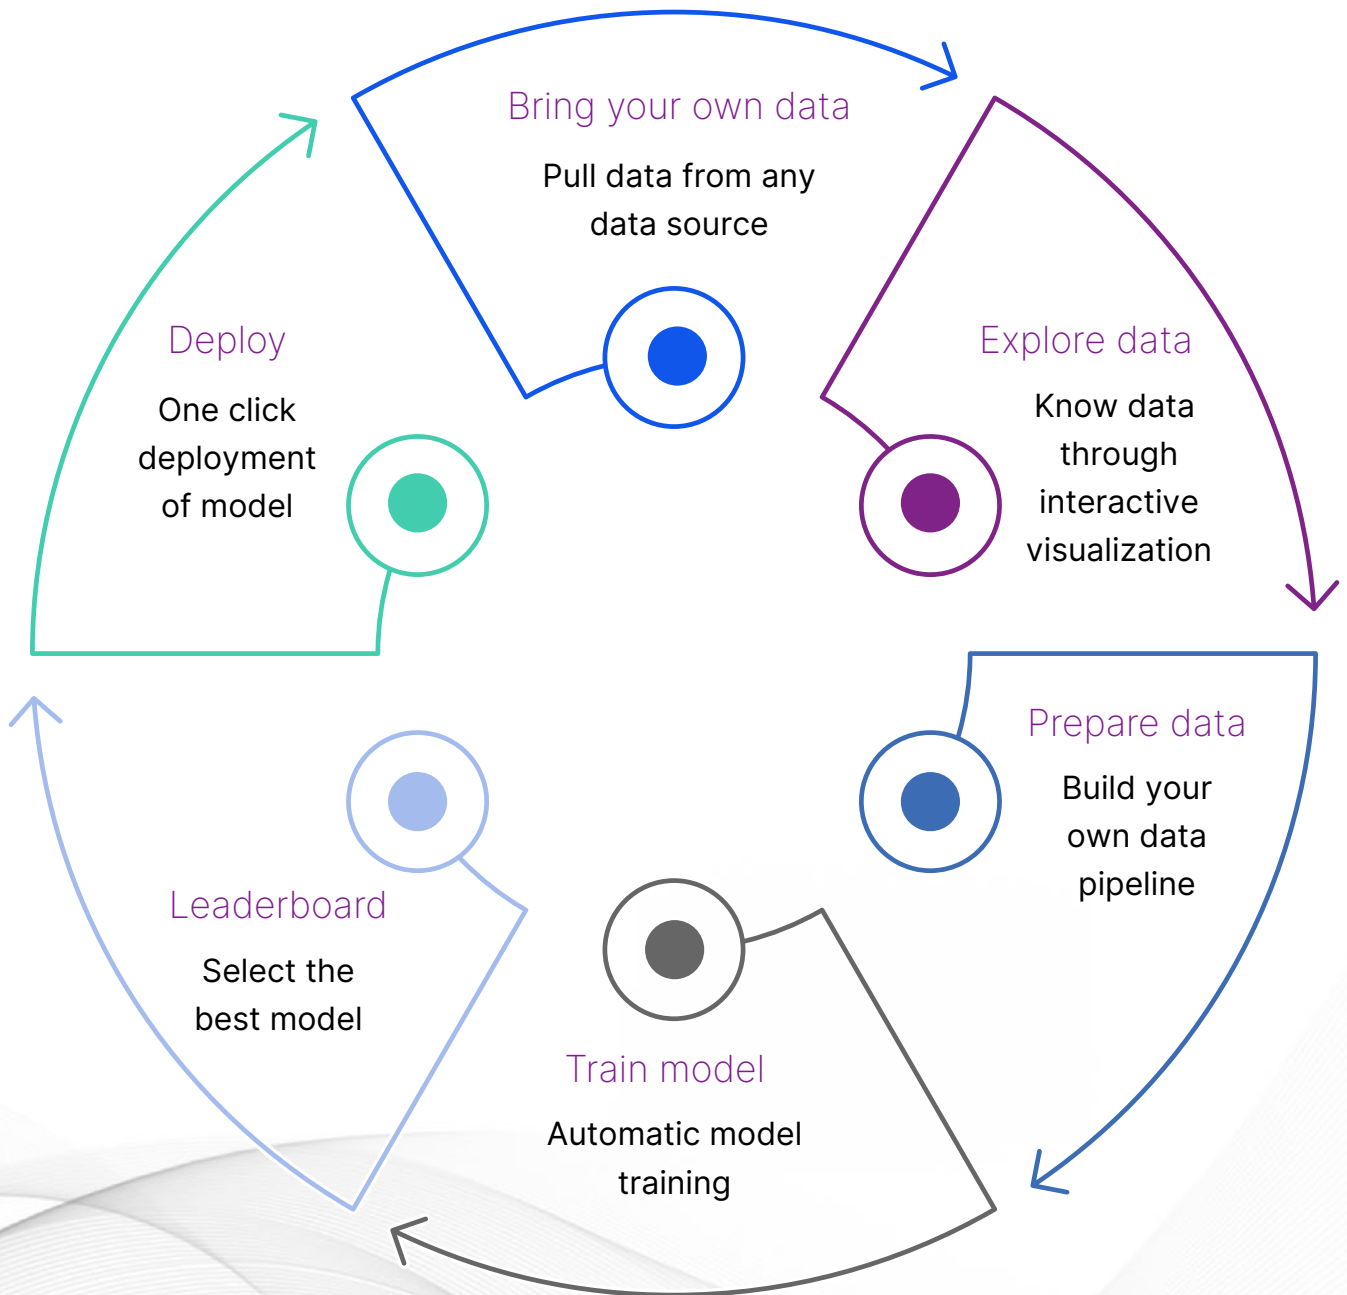 Bring your own data
Pull data from any
data source
Explore data
Know data
through
interactive
visualization
Prepare data
Build your
own data
pipeline
Train model
Automatic model
training
Leaderboard
Select the
best model
Deploy
One click
deployment
of model